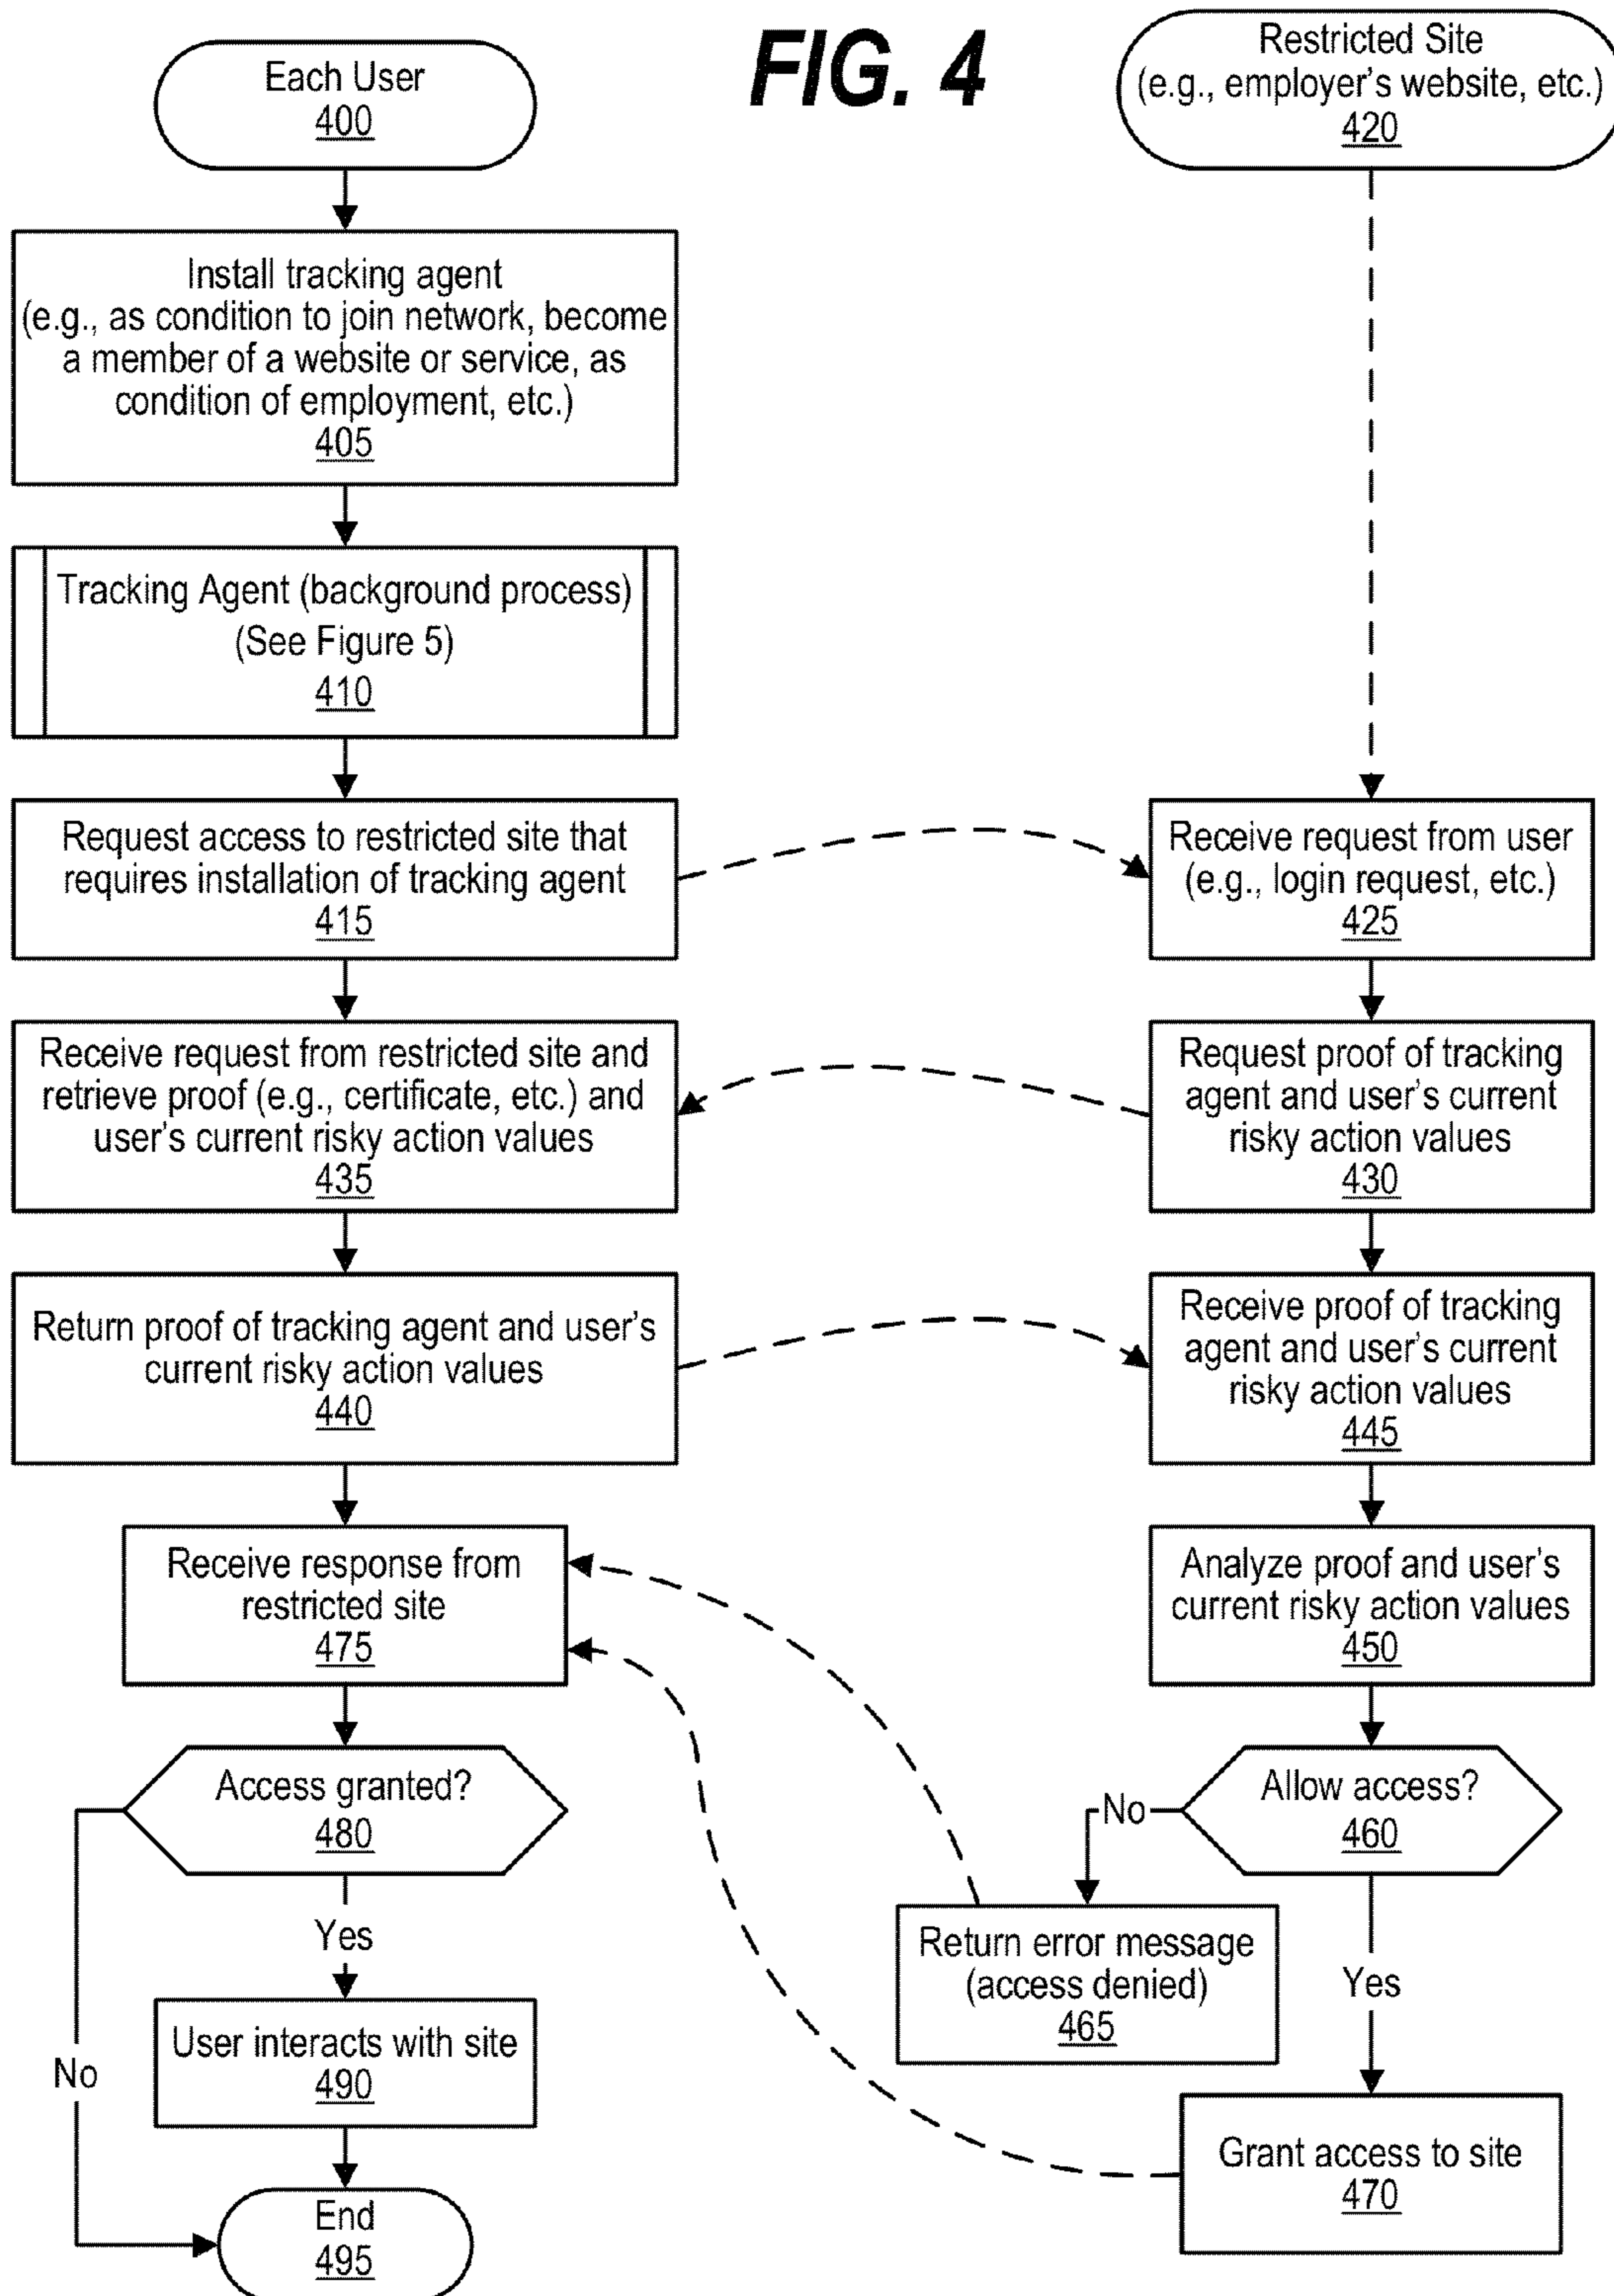 FIG. 4
Each User
400
Install tracking agent
(e.g., as condition to join network, become
a member of a website or service, as
condition of employment, etc.)
405
Tracking Agent (background process)
(See Figure 5)
410
Request access to restricted site that
requires installation of tracking agent
415
Receive request from restricted site and
retrieve proof (e.g., certificate, etc.) and
user's current risky action values
435
Return proof of tracking agent and user's
current risky action values
440
Receive response from
restricted site
475
Access granted?
480
Yes
No
User interacts with site
490
End
495
Restricted Site
(e.g., employer's website, etc.)
420
Receive request from user
(e.g., login request, etc.)
425
Request proof of tracking
agent and user's current
risky action values
430
Receive proof of tracking
agent and user's current
risky action values
445
Analyze proof and user's
current risky action values
450
Allow access?
460
No
Return error message
(access denied)
465
Yes
Grant access to site
470